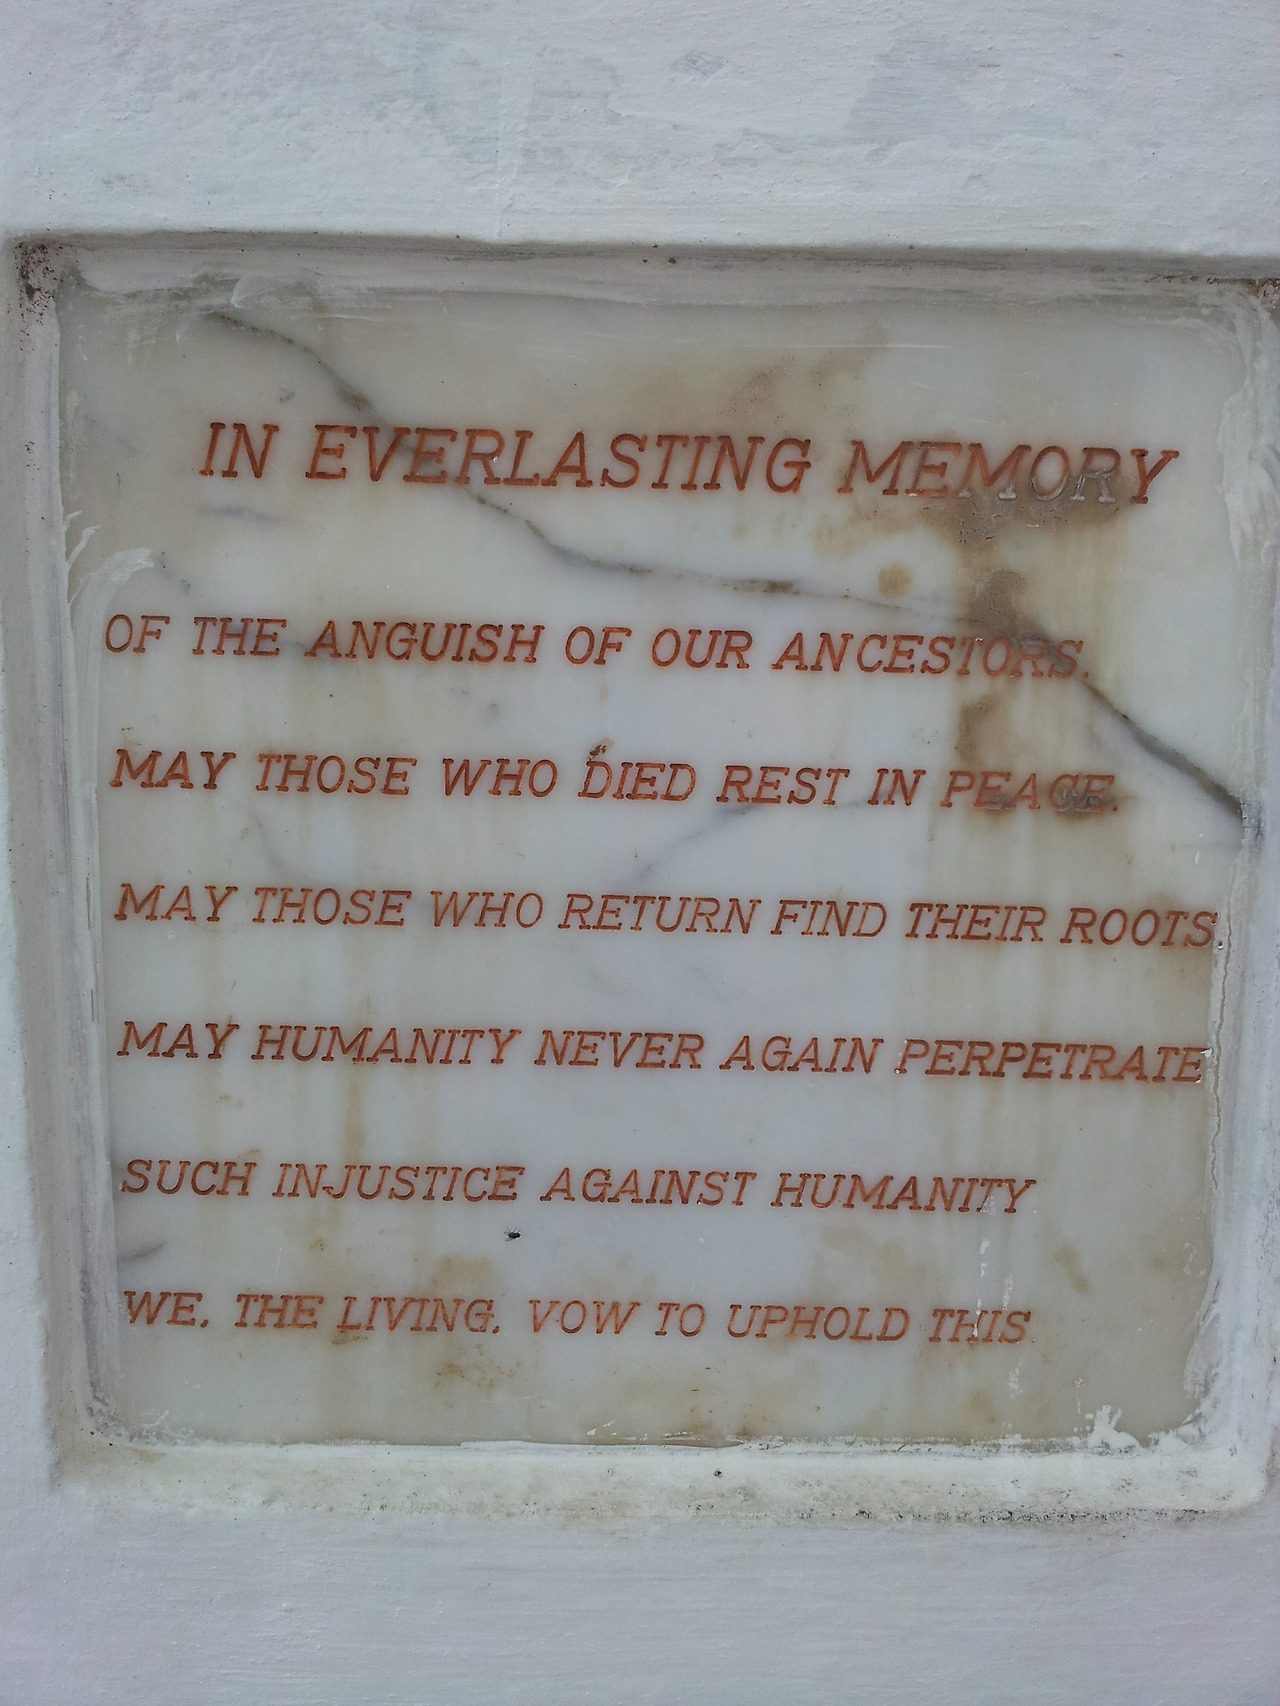 IN EVERLASTING MEMORY
OF THE ANGUISH OF OUR ANCESTORS.
MAY THOSE WHO DIED REST IN PEACE.
MAY THOSE WHO RETURN FIND THEIR ROOTS.
MAY HUMANITY NEVER AGAIN PERPETRATE
SUCH INJUSTICE AGAINST HUMANITY
WE, THE LIVING, VOW TO UPHOLD THIS.